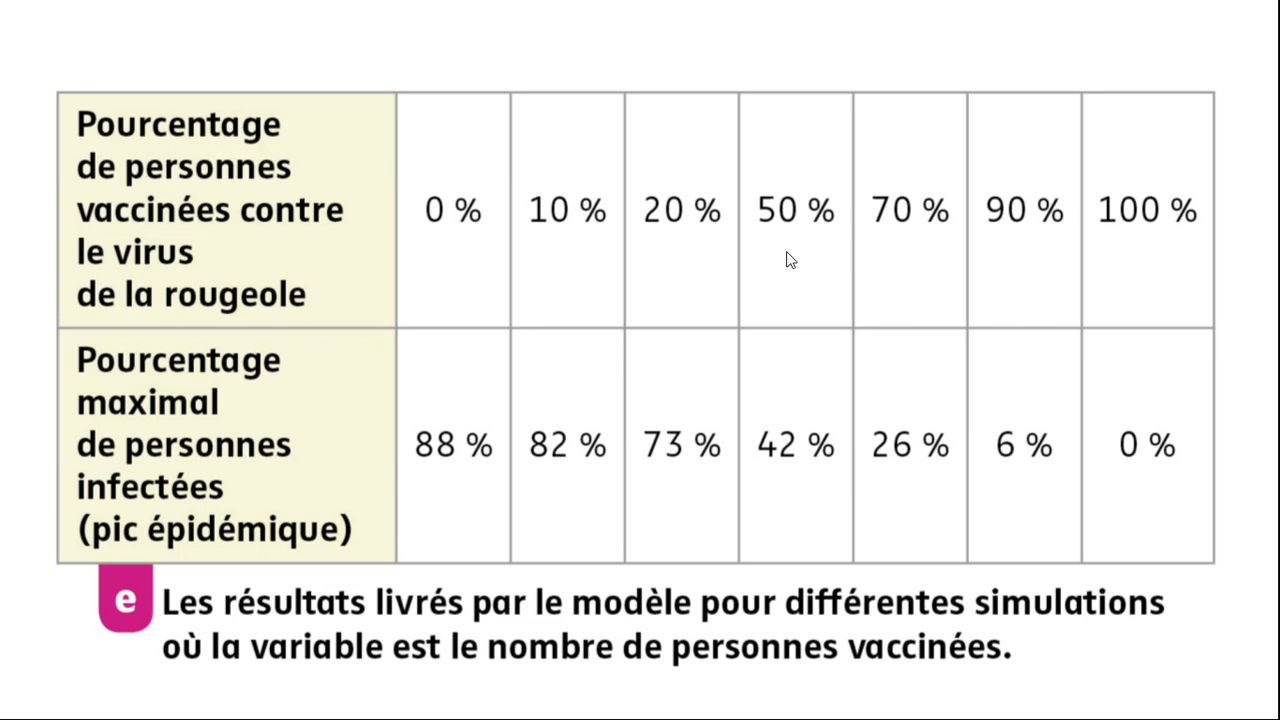 Pourcentage
de personnes
vaccinées contre
le virus
de la rougeole
0 % 10 % 20 % 50 % 70 % 90 % 100 %
Pourcentage
maximal
de personnes
infectées
(pic épidémique)
88 % 82 % 73 % 42 % 26 % 6 % 0 %
e Les résultats livrés par le modèle pour différentes simulations
où la variable est le nombre de personnes vaccinées.